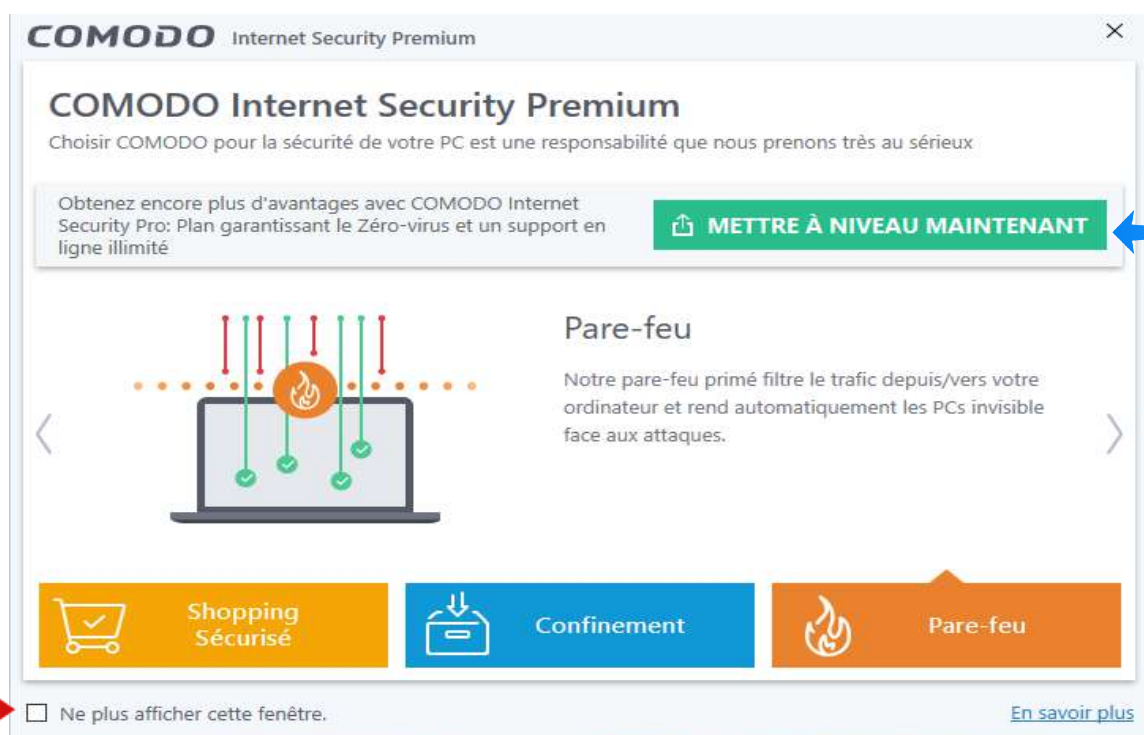 COMODO Internet Security Premium
COMODO Internet Security Premium
Choisir COMODO pour la sécurité de votre PC est une responsabilité que nous prenons très au sérieux
Obtenez encore plus d'avantages avec COMODO Internet
Security Pro: Plan garantissant le Zéro-virus et un support en
ligne illimité
METTRE À NIVEAU MAINTENANT
Pare-feu
Notre pare-feu primé filtre le trafic depuis/vers votre
ordinateur et rend automatiquement les PCs invisible
face aux attaques.
Shopping
Sécurisé
Confinement
Pare-feu
Ne plus afficher cette fenêtre.
En savoir plus